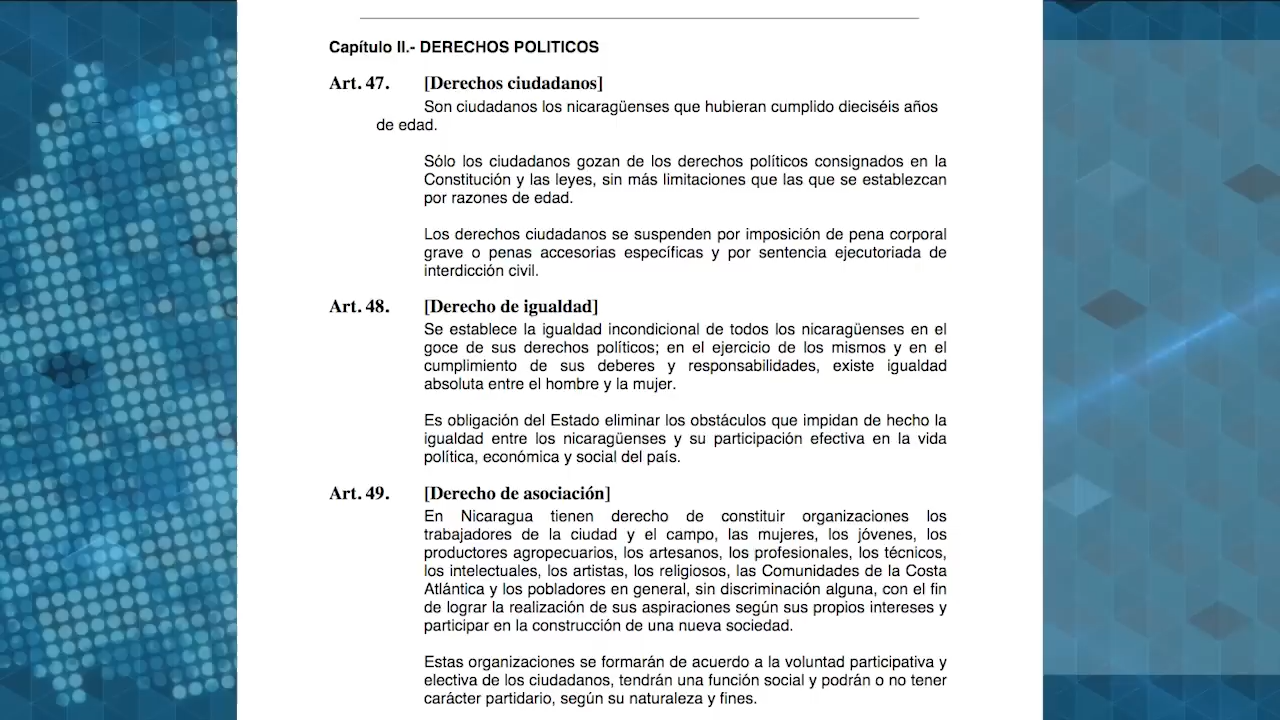 Capítulo II.- DERECHOS POLITICOS
Art. 47. [Derechos ciudadanos]
Son ciudadanos los nicaragüenses que hubieran cumplido dieciséis años
de edad.
Sólo los ciudadanos gozan de los derechos políticos consignados en la
Constitución y las leyes, sin más limitaciones que las que se establezcan
por razones de edad.
Los derechos ciudadanos se suspenden por imposición de pena corporal
grave o penas accesorias específicas y por sentencia ejecutoriada de
interdicción civil.
Art. 48. [Derecho de igualdad]
Se establece la igualdad incondicional de todos los nicaragüenses en el
goce de sus derechos políticos; en el ejercicio de los mismos y en el
cumplimiento de sus deberes y responsabilidades, existe igualdad
absoluta entre el hombre y la mujer.
Es obligación del Estado eliminar los obstáculos que impidan de hecho la
igualdad entre los nicaragüenses y su participación efectiva en la vida
política, económica y social del país.
Art. 49. [Derecho de asociación]
En Nicaragua tienen derecho de constituir organizaciones los
trabajadores de la ciudad y el campo, las mujeres, los jóvenes, los
productores agropecuarios, los artesanos, los profesionales, los técnicos,
los intelectuales, los artistas, los religiosos, las Comunidades de la Costa
Atlántica y los pobladores en general, sin discriminación alguna, con el fin
de lograr la realización de sus aspiraciones según sus propios intereses y
participar en la construcción de una nueva sociedad.
Estas organizaciones se formarán de acuerdo a la voluntad participativa y
electiva de los ciudadanos, tendrán una función social y podrán o no tener
carácter partidario, según su naturaleza y fines.